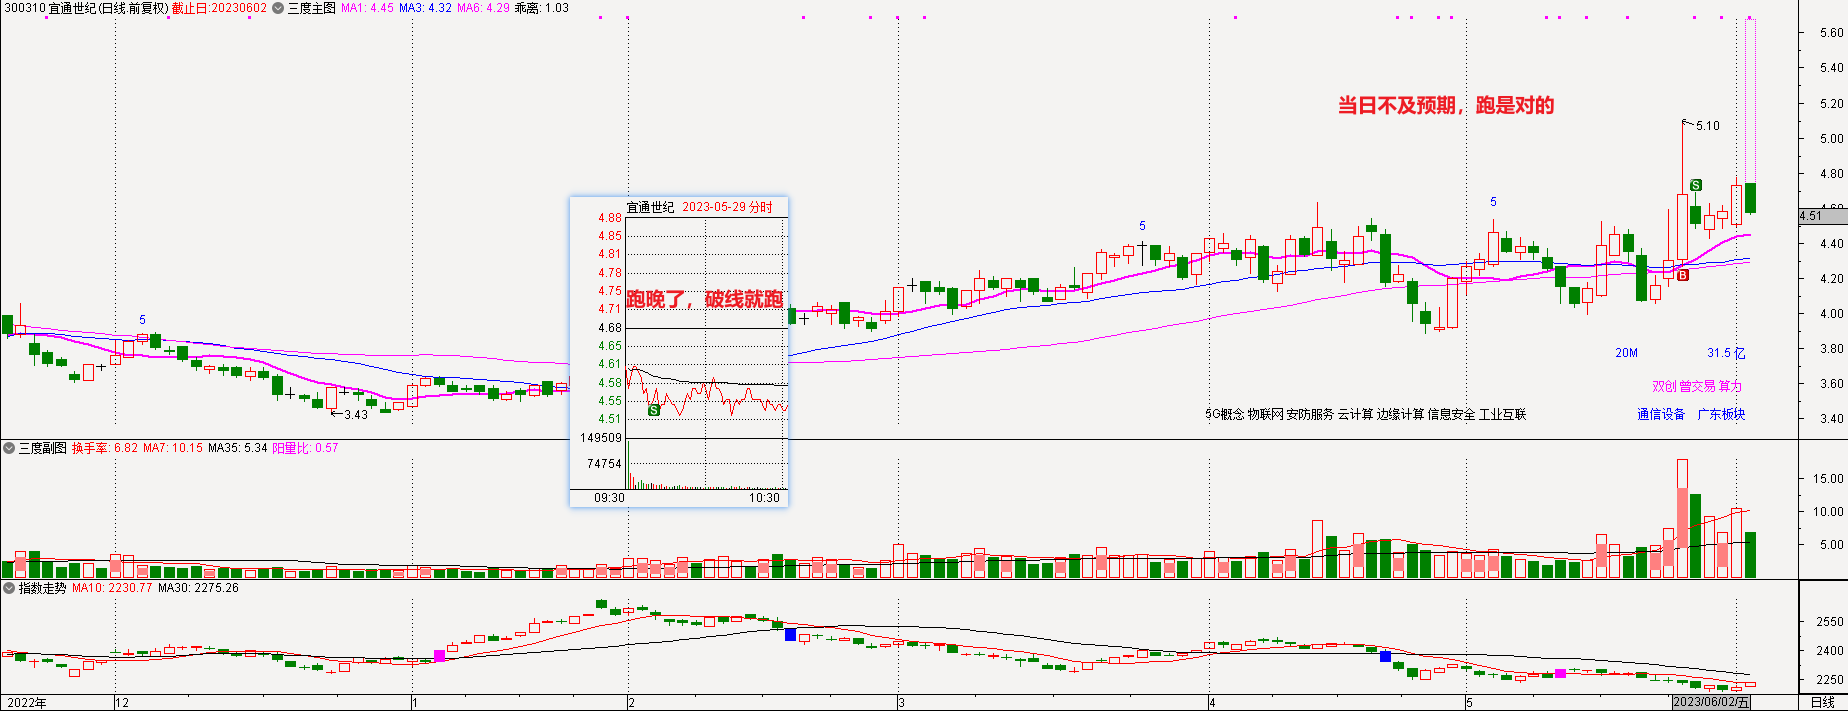 300310 宜通世纪(日线.前复权) 截止日:20230602 三度主图 MA1: 4.45 MA3: 4.32 MA6: 4.29 乖离: 1.03
5.60
5.40
5.20
5.00
4.80
4.60
4.51
4.40
4.20
4.00
3.80
3.60
3.40
当日不及预期，跑是对的
5.10
S
B
5
5
5
3.43
20M
31.5 亿
双创 曾交易 算力
5G概念 物联网 安防服务 云计算 边缘计算 信息安全 工业互联
通信设备 广东板块
宜通世纪 2023-05-29 分时
4.88
4.85
4.81
4.78
4.75
4.71
4.68
4.65
4.61
4.58
4.55
4.51
跑晚了，破线就跑
S
149509
74754
09:30
10:30
三度副图 换手率: 6.82 MA7: 10.15 MA35: 5.34 阳量比: 0.57
15.00
10.00
5.00
指数走势 MA10: 2230.77 MA30: 2275.26
2550
2400
2250
2022年
12
1
2
3
4
5
2023/06/02/五
日线